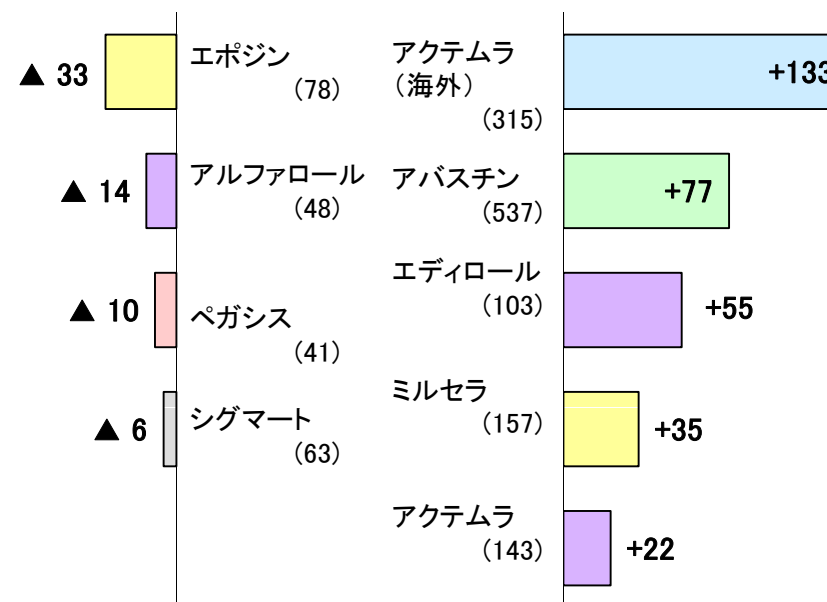 ▲ 33
エポジン
(78)
▲ 14
アルファロール
(48)
▲ 10
ペガシス
(41)
▲ 6
シグマート
(63)
アクテムラ
(海外)
(315)
+133
アバスチン
(537)
+77
エディロール
(103)
+55
ミルセラ
(157)
+35
アクテムラ
(143)
+22